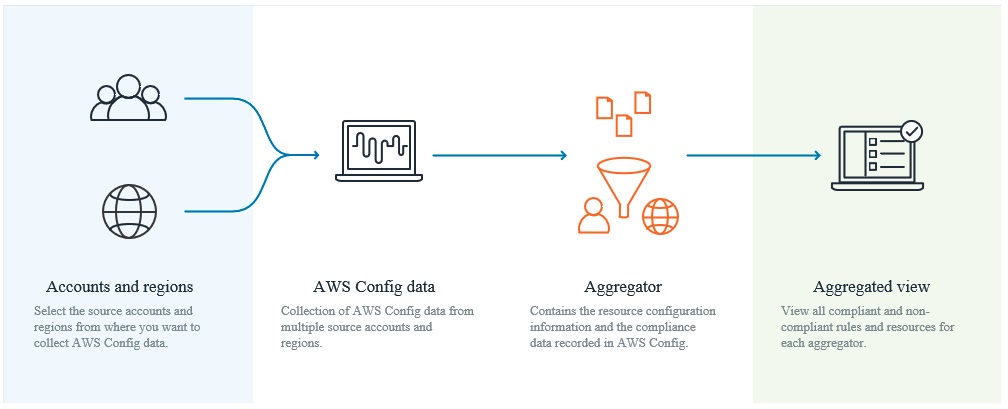 Accounts and regions
Select the source accounts and
regions from where you want to
collect AWS Config data.
AWS Config data
Collection of AWS Config data from
multiple source accounts and
regions.
Aggregator
Contains the resource configuration
information and the compliance
data recorded in AWS Config.
Aggregated view
View all compliant and non-
compliant rules and resources for
each aggregator.